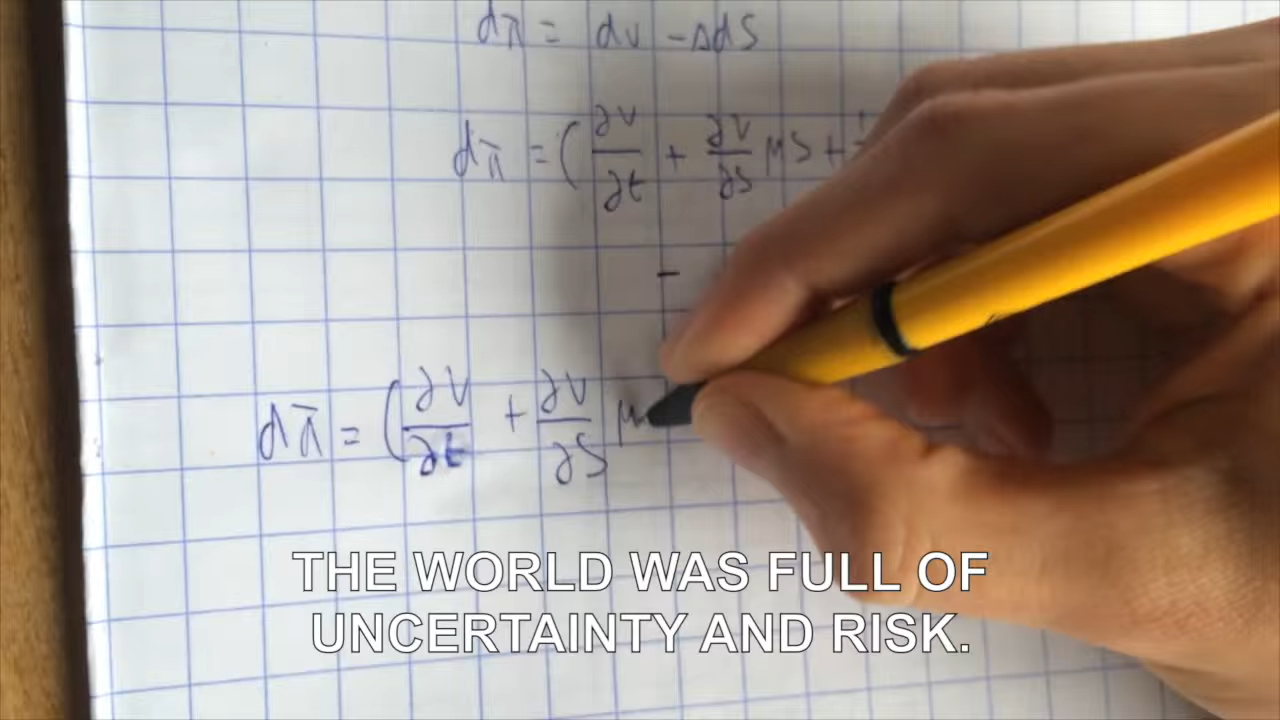 dπ = dv - ΔdS
dπ = (∂V/∂t + ∂V/∂S μS +
-
dπ = (∂V/∂t + ∂V/∂S μ
THE WORLD WAS FULL OF
UNCERTAINTY AND RISK.